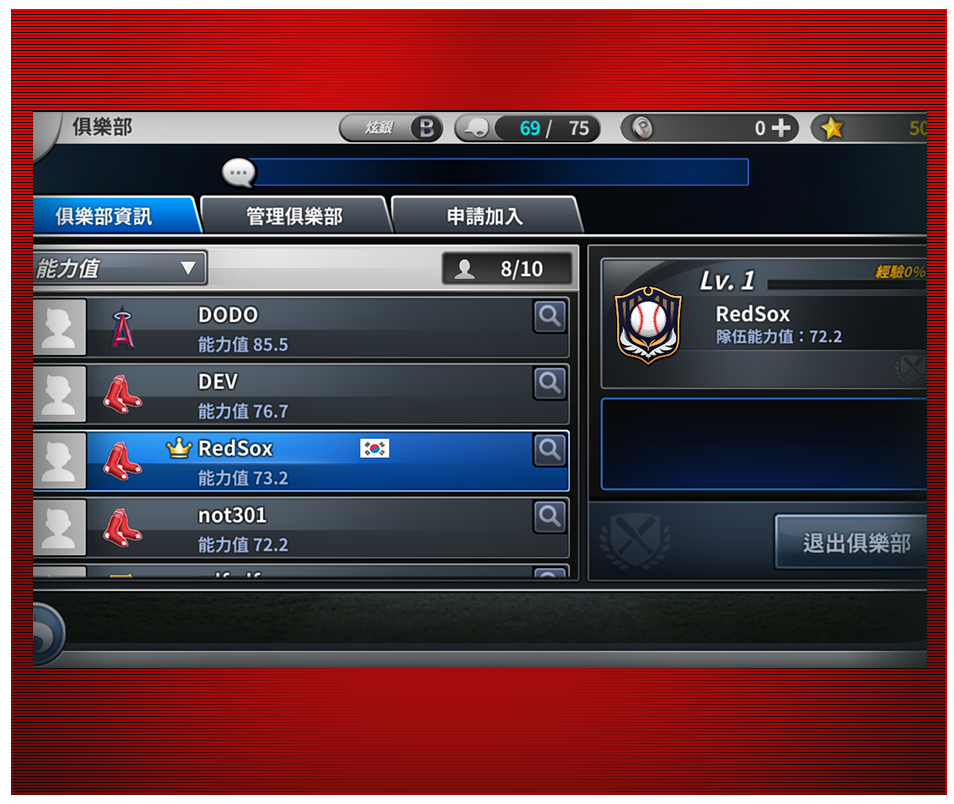 俱樂部
炫銀 B 69 / 75 0 50
俱樂部資訊 管理俱樂部 申請加入
能力值 8/10
DODO
能力值 85.5
DEV
能力值 76.7
RedSox
能力值 73.2
not301
能力值 72.2
Lv. 1 經驗0%
RedSox
隊伍能力值：72.2
退出俱樂部